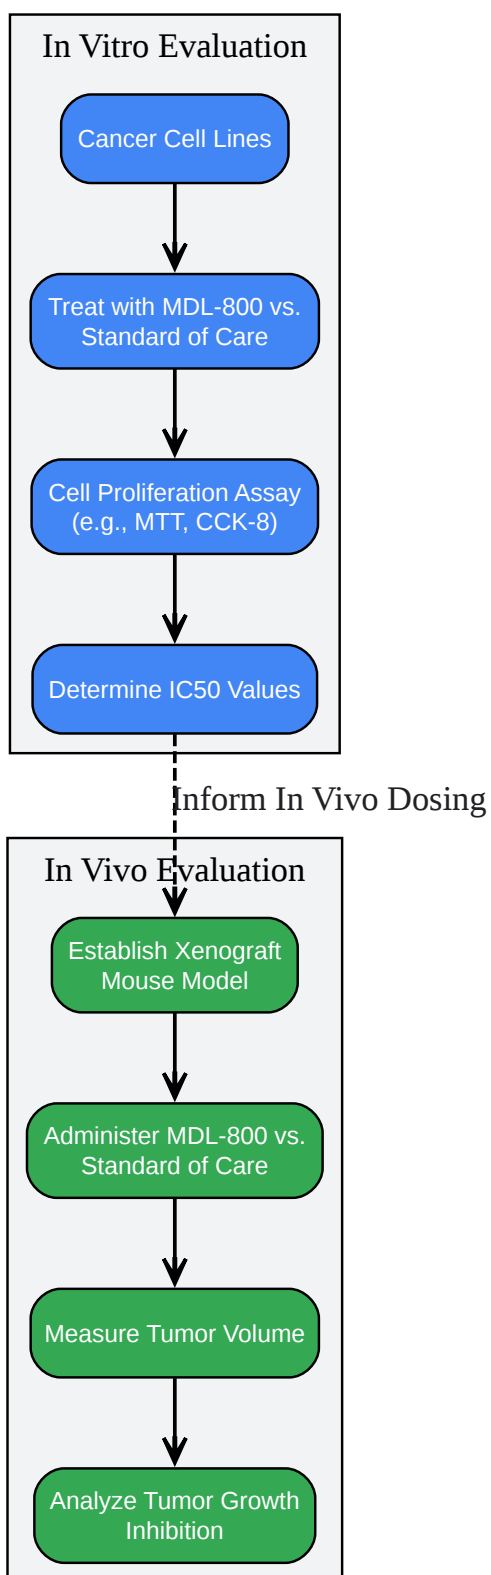 In Vitro Evaluation
Cancer Cell Lines
Treat with MDL-800 vs.
Standard of Care
Cell Proliferation Assay
(e.g., MTT, CCK-8)
Determine IC50 Values
Inform In Vivo Dosing
In Vivo Evaluation
Establish Xenograft
Mouse Model
Administer MDL-800 vs.
Standard of Care
Measure Tumor Volume
Analyze Tumor Growth
Inhibition